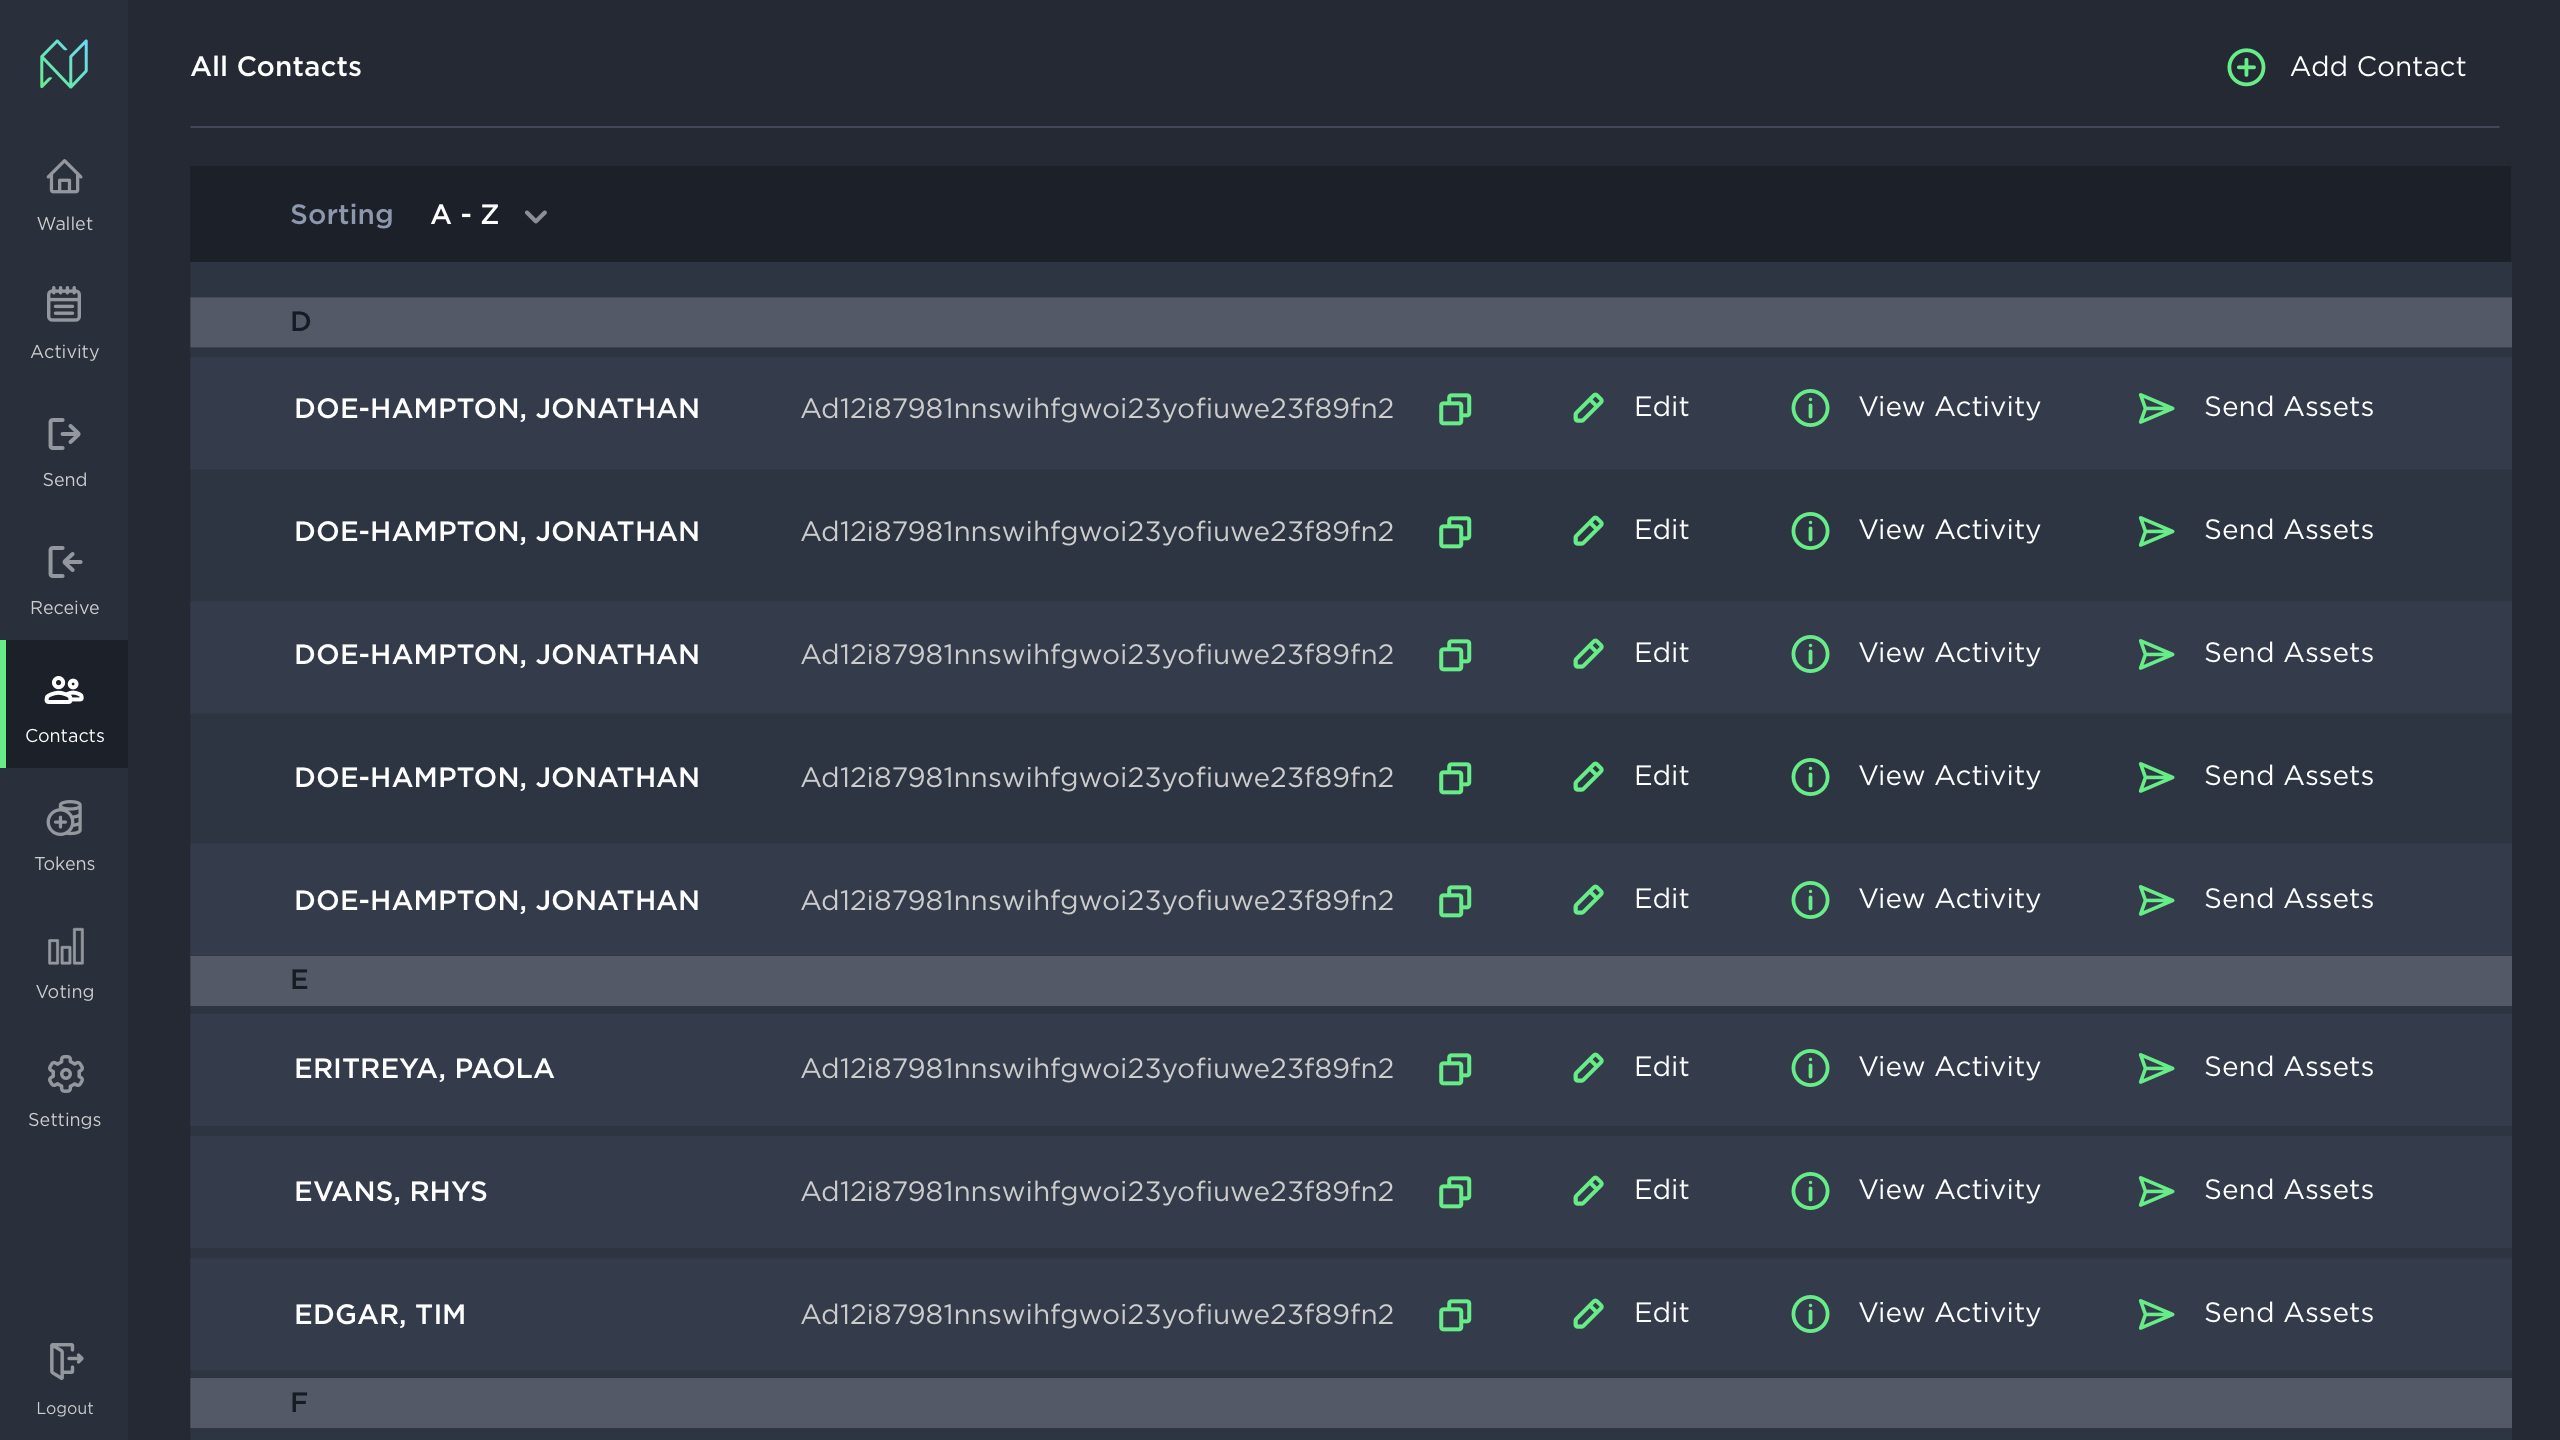 All Contacts
Add Contact
Wallet
Activity
Send
Receive
Contacts
Tokens
Voting
Settings
Logout
Sorting A - Z
D
DOE-HAMPTON, JONATHAN Ad12i87981nnswihfgwoi23yofiuwe23f89fn2 Edit View Activity Send Assets
DOE-HAMPTON, JONATHAN Ad12i87981nnswihfgwoi23yofiuwe23f89fn2 Edit View Activity Send Assets
DOE-HAMPTON, JONATHAN Ad12i87981nnswihfgwoi23yofiuwe23f89fn2 Edit View Activity Send Assets
DOE-HAMPTON, JONATHAN Ad12i87981nnswihfgwoi23yofiuwe23f89fn2 Edit View Activity Send Assets
DOE-HAMPTON, JONATHAN Ad12i87981nnswihfgwoi23yofiuwe23f89fn2 Edit View Activity Send Assets
E
ERITREYA, PAOLA Ad12i87981nnswihfgwoi23yofiuwe23f89fn2 Edit View Activity Send Assets
EVANS, RHYS Ad12i87981nnswihfgwoi23yofiuwe23f89fn2 Edit View Activity Send Assets
EDGAR, TIM Ad12i87981nnswihfgwoi23yofiuwe23f89fn2 Edit View Activity Send Assets
F